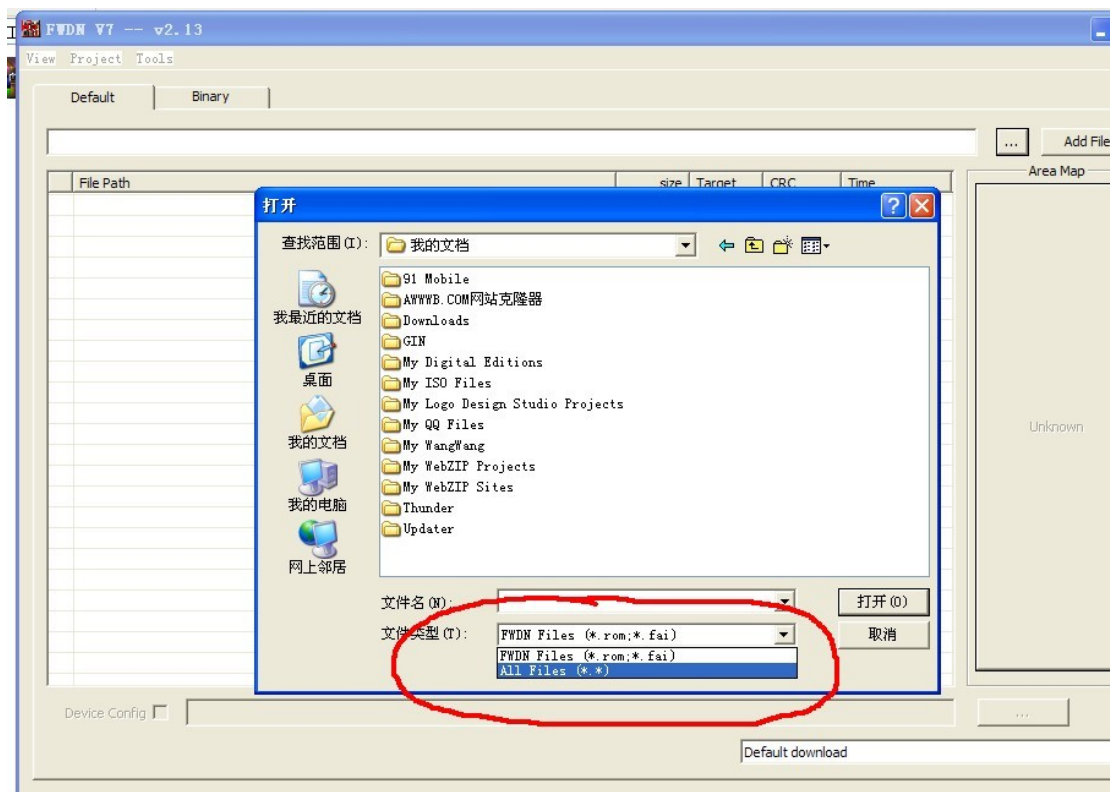 FWDN V7 -- v2.13
View Project Tools
Default Binary
... Add File
File Path size Target CRC Time
Area Map
打开
查找范围(I): 我的文档
我最近的文档
桌面
我的文档
我的电脑
网上邻居
91 Mobile
AWWWB.COM网站克隆器
Downloads
GIN
My Digital Editions
My ISO Files
My Logo Design Studio Projects
My QQ Files
My WangWang
My WebZIP Projects
My WebZIP Sites
Thunder
Updater
Unknown
文件名(N): 打开(O)
文件类型(T): FWDN Files (*.rom;*.fai) 取消
FWDN Files (*.rom;*.fai)
All Files (*.*)
Device Config ...
Default download